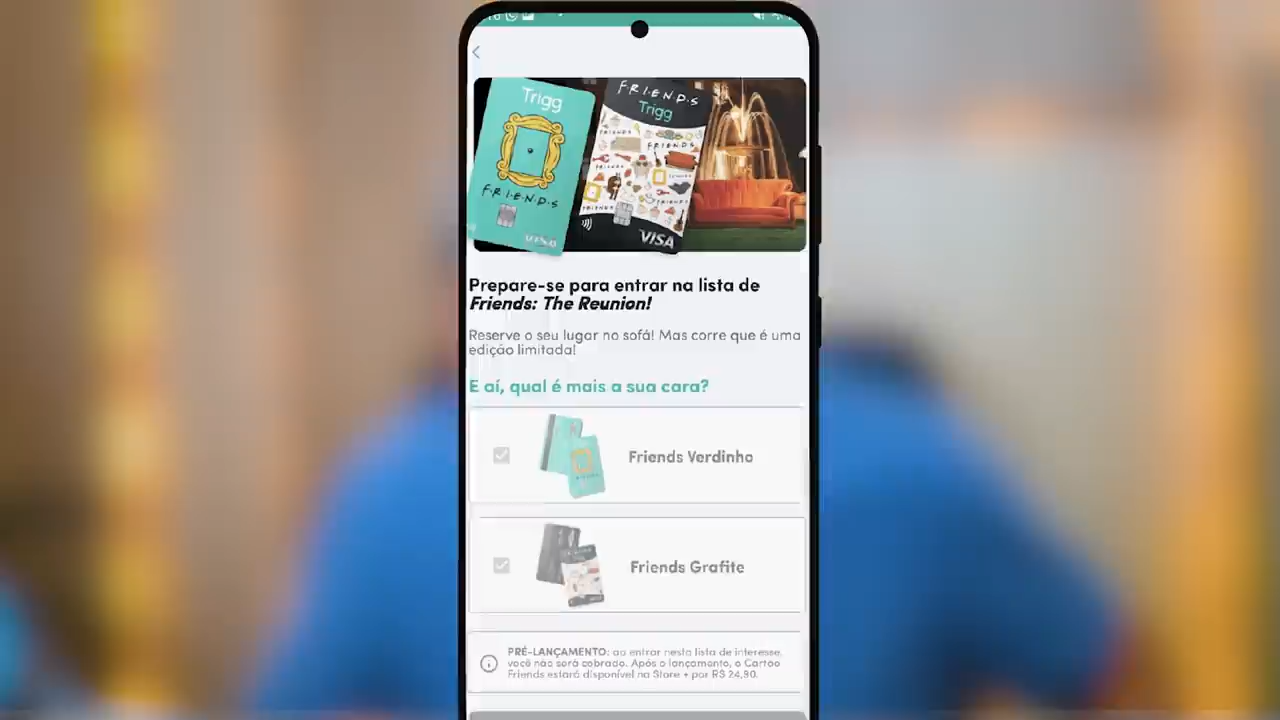 Trigg
F·R·I·E·N·D·S
VISA
F·R·I·E·N·D·S
Trigg
VISA
Prepare-se para entrar na lista de
Friends: The Reunion!
Reserve o seu lugar no sofá! Mas corre que é uma
edição limitada!
E aí, qual é mais a sua cara?
Friends Verdinho
Friends Grafite
PRÉ-LANÇAMENTO: ao entrar nesta lista de interesse,
você não será cobrado. Após o lançamento, o Cartão
Friends estará disponível na Store + por R$ 24,90.